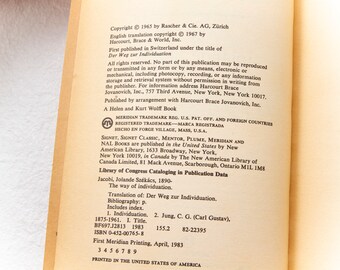 Copyright © 1965 by Rascher & Cie. AG, Zürich
English translation copyright © 1967 by
Harcourt, Brace & World, Inc.
First published in Switzerland under the title of
Der Weg zur Individuation
All rights reserved. No part of this publication may be reproduced
or transmitted in any form or by any means, electronic or
mechanical, including photocopy, recording, or any information
storage and retrieval system without permission in writing from
the publisher. For information address Harcourt Brace
Jovanovich, Inc., 757 Third Avenue, New York, New York 10017.
Published by arrangement with Harcourt Brace Jovanovich, Inc.
A Helen and Kurt Wolff Book
MERIDIAN TRADEMARK REG. U.S. PAT. OFF. AND FOREIGN COUNTRIES
REGISTERED TRADEMARK—MARCA REGISTRADA
HECHO EN FORGE VILLAGE, MASS., U.S.A.
SIGNET, SIGNET CLASSIC, MENTOR, PLUME, MERIDIAN and
NAL BOOKS are published in the United States by New
American Library, 1633 Broadway, New York,
New York 10019, in Canada by The New American Library of
Canada Limited, 81 Mack Avenue, Scarborough, Ontario M1L 1M8
Library of Congress Cataloging in Publication Data
Jacobi, Jolande Székács, 1890-
The way of individuation.
Translation of: Der Weg zur Individuation.
Bibliography: p.
Includes index.
1. Individuation. 2. Jung, C. G. (Carl Gustav),
1875-1961. I. Title.
BF697.J2813 1983 155.2 82-22395
ISBN 0-452-00765-8
First Meridian Printing, April, 1983
3 4 5 6 7 8 9
PRINTED IN THE UNITED STATES OF AMERICA